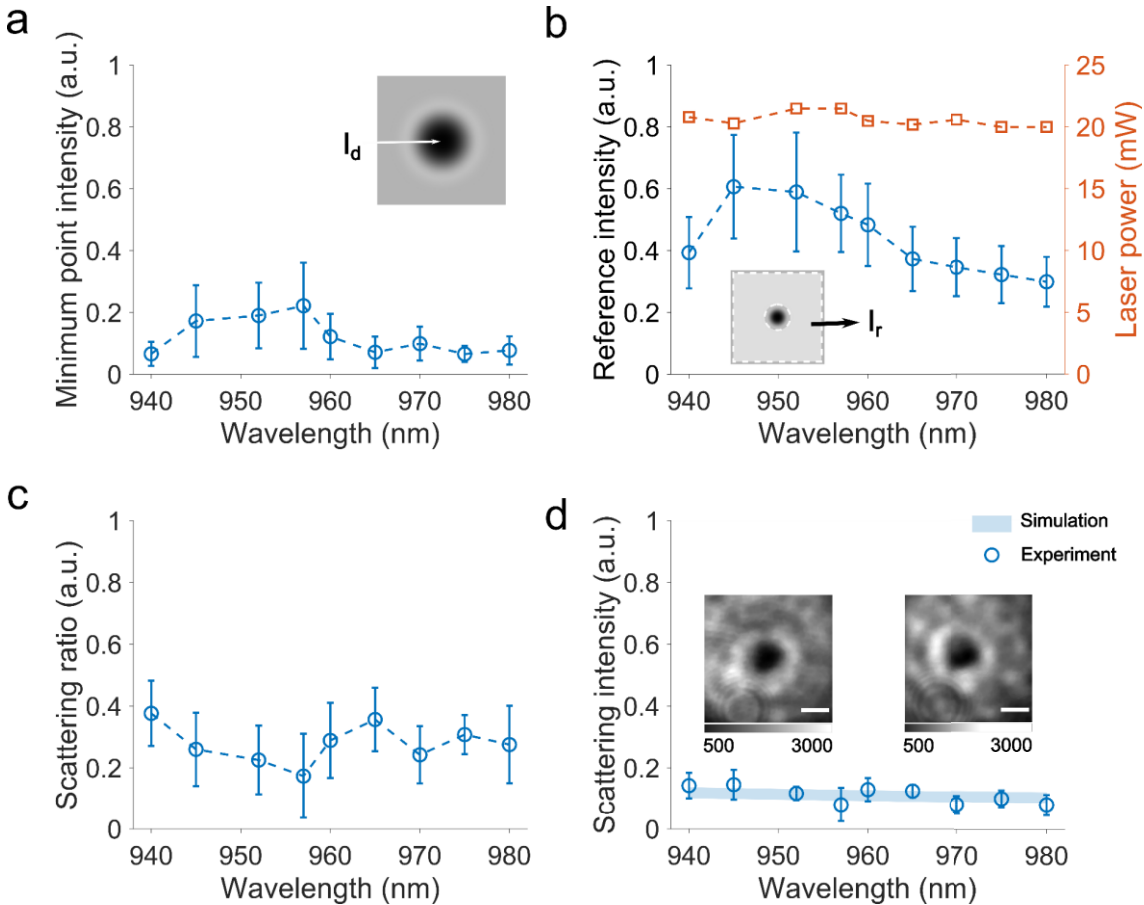 a
Minimum point intensity (a.u.)
1
0.8
0.6
0.4
0.2
0
I_d
940 950 960 970 980
Wavelength (nm)
b
Reference intensity (a.u.)
1
0.8
0.6
0.4
0.2
0
I_r
25
20
15
10
5
0
Laser power (mW)
940 950 960 970 980
Wavelength (nm)
c
Scattering ratio (a.u.)
1
0.8
0.6
0.4
0.2
0
940 950 960 970 980
Wavelength (nm)
d
Scattering intensity (a.u.)
1
0.8
0.6
0.4
0.2
0
Simulation
Experiment
500 3000
500 3000
940 950 960 970 980
Wavelength (nm)